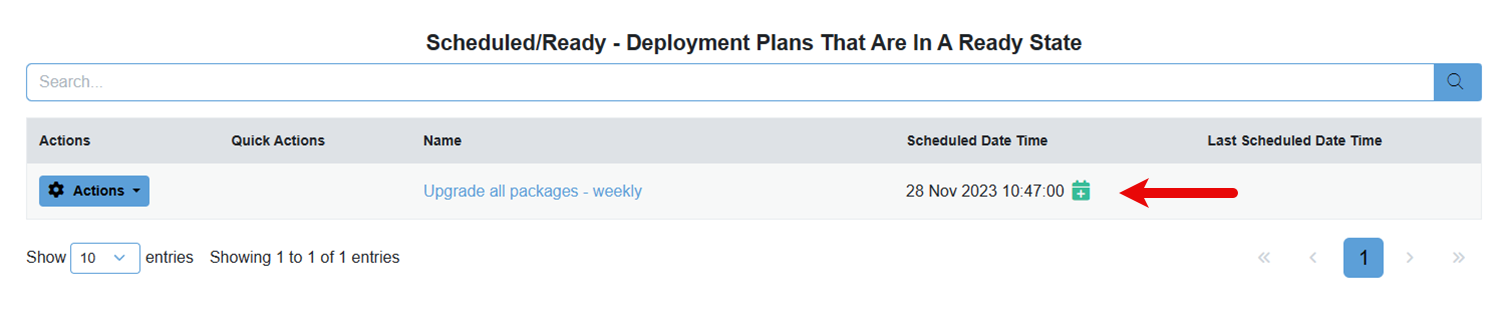 Scheduled/Ready - Deployment Plans That Are In A Ready State
Search...
Actions Quick Actions Name Scheduled Date Time Last Scheduled Date Time
Actions Upgrade all packages - weekly 28 Nov 2023 10:47:00
Show 10 entries Showing 1 to 1 of 1 entries « ‹ 1 › »